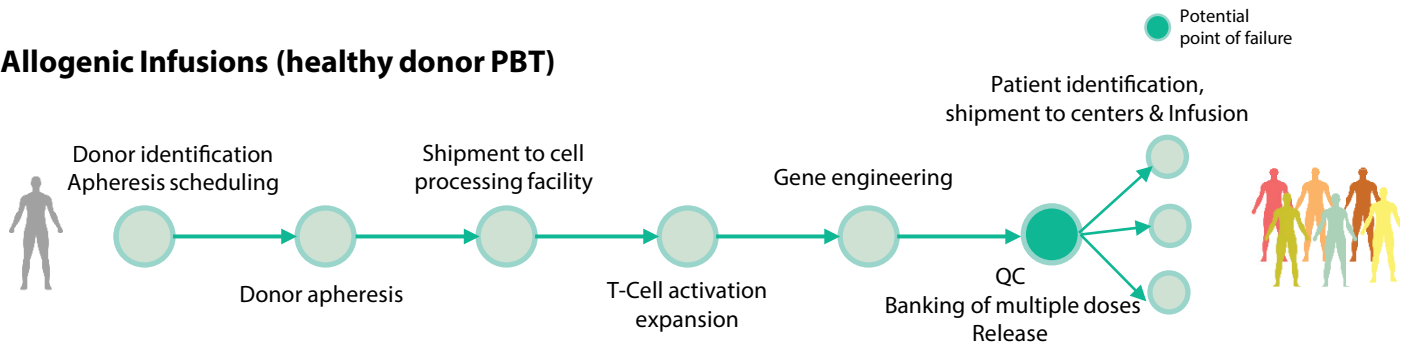 Potential
point of failure
Allogenic Infusions (healthy donor PBT)
Patient identification,
shipment to centers & Infusion
Donor identification
Apheresis scheduling
Shipment to cell
processing facility
Gene engineering
Donor apheresis
T-Cell activation
expansion
QC
Banking of multiple doses
Release